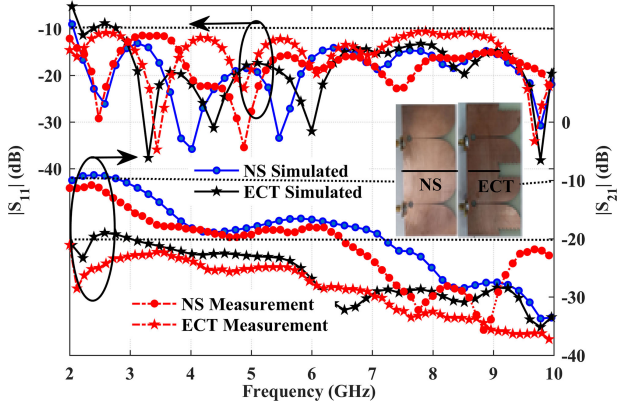 -10
-20
-30
-40
|S11| (dB)
0
-10
-20
-30
-40
|S21| (dB)
NS
ECT
NS Simulated
ECT Simulated
NS Measurement
ECT Measurement
2
3
4
5
6
7
8
9
10
Frequency (GHz)